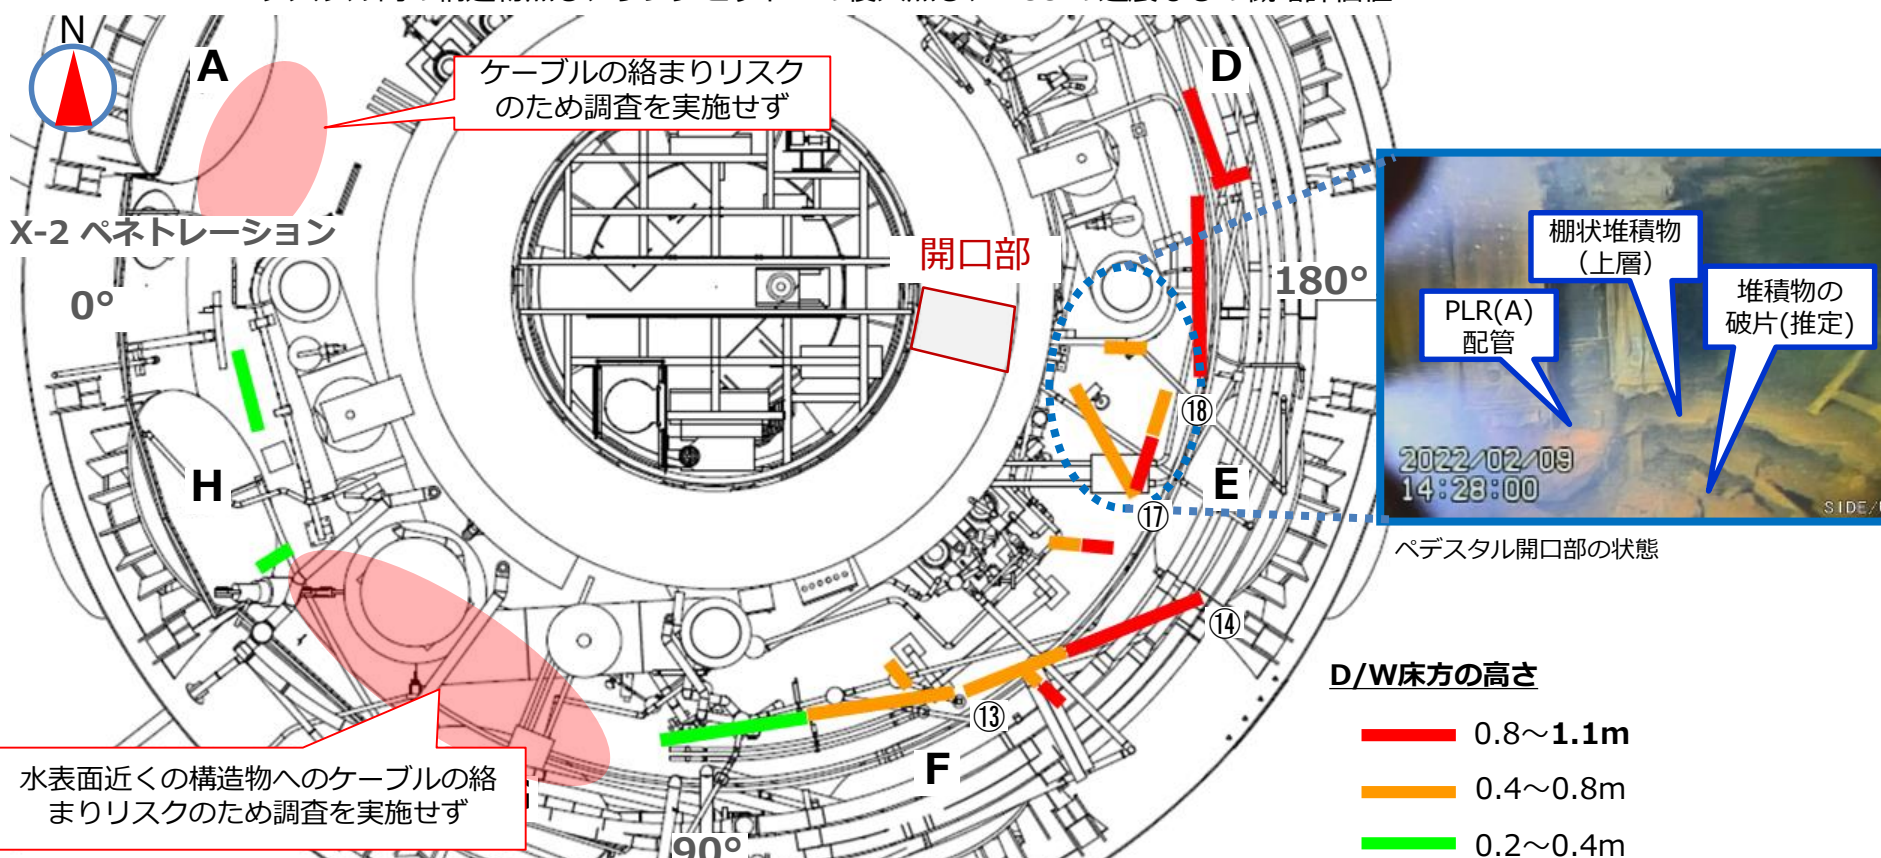 N
A
ケーブルの絡まりリスク
のため調査を実施せず
D
X-2 ペネトレーション
0°
開口部
180°
棚状堆積物
（上層）
堆積物の
破片(推定)
PLR(A)
配管
2022/02/09
14:28:00
SIDE/
ペデスタル開口部の状態
⑱
H
E
⑰
⑭
⑬
F
水表面近くの構造物へのケーブルの絡
まりリスクのため調査を実施せず
90°
D/W床方の高さ
0.8～1.1m
0.4～0.8m
0.2～0.4m